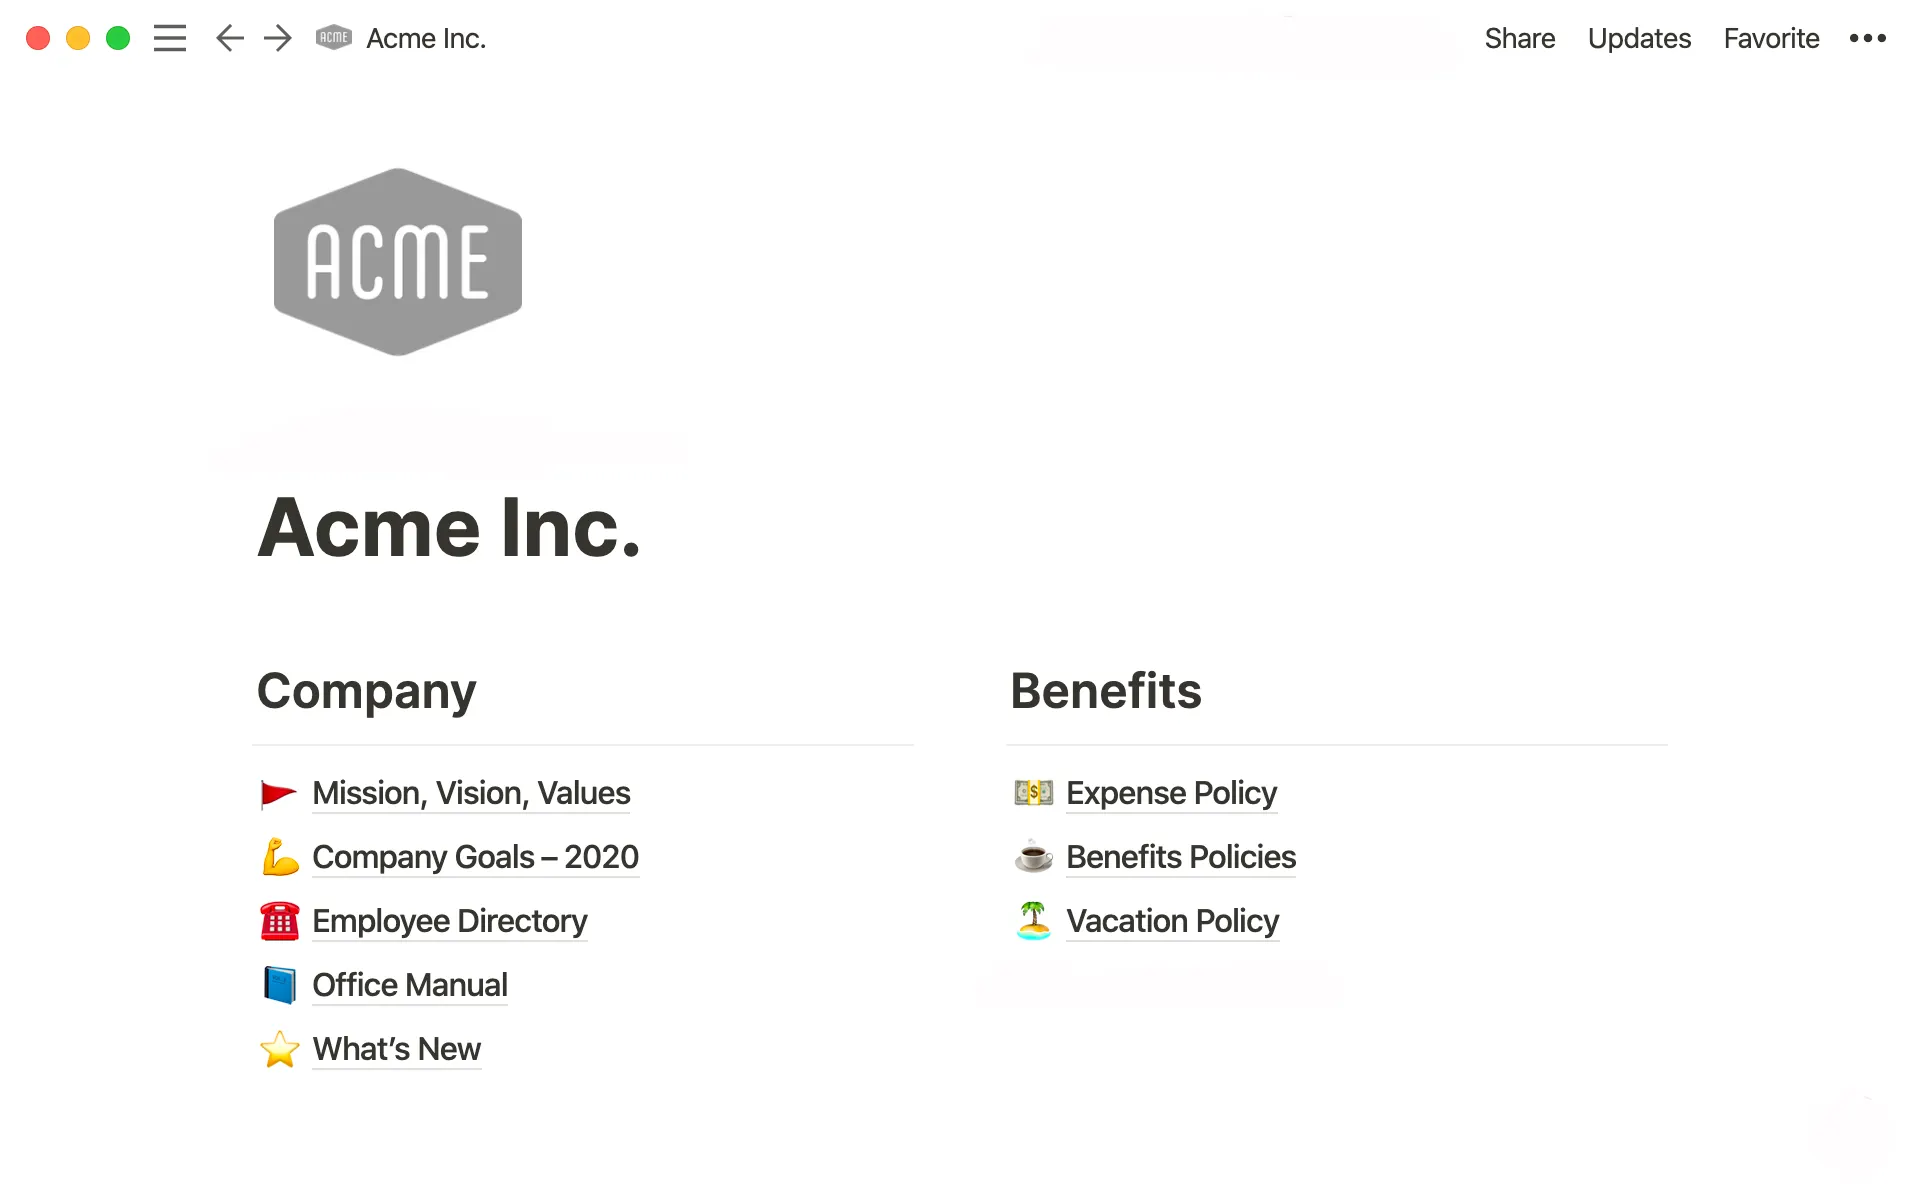 ACME Acme Inc. Share Updates Favorite
ACME
Acme Inc.
Company
Mission, Vision, Values
Company Goals – 2020
Employee Directory
Office Manual
What’s New
Benefits
Expense Policy
Benefits Policies
Vacation Policy